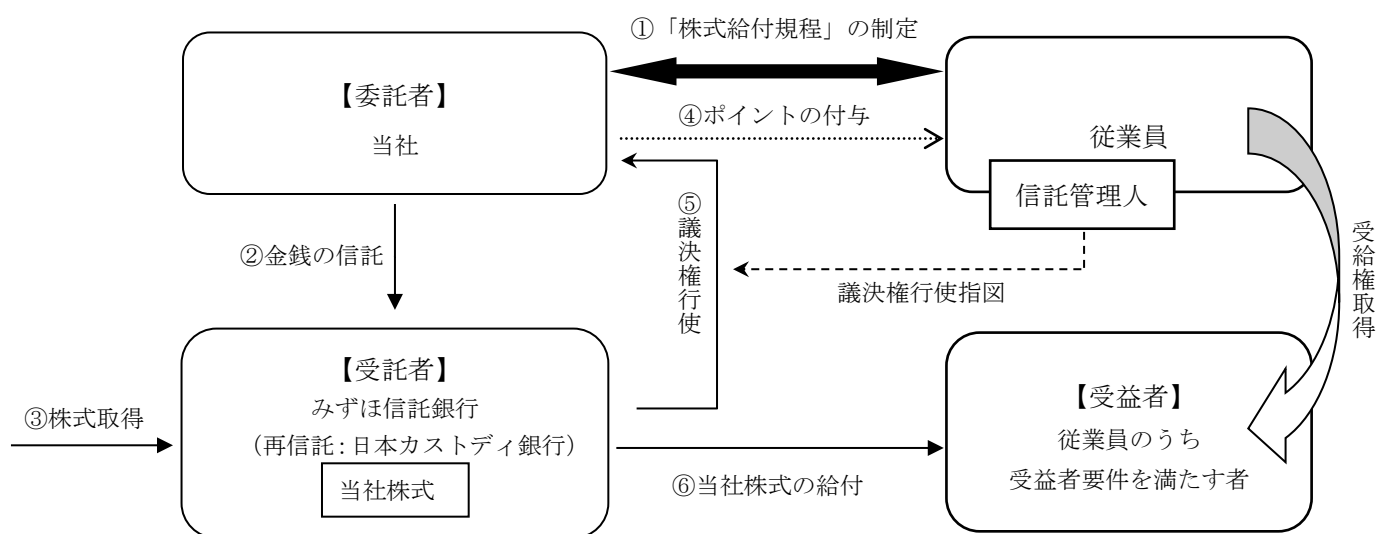 ①「株式給付規程」の制定
【委託者】
当社
④ポイントの付与
従業員
信託管理人
②金銭の信託
⑤議決権行使
議決権行使指図
受給権取得
【受託者】
みずほ信託銀行
（再信託：日本カストディ銀行）
当社株式
③株式取得
⑥当社株式の給付
【受益者】
従業員のうち
受益者要件を満たす者